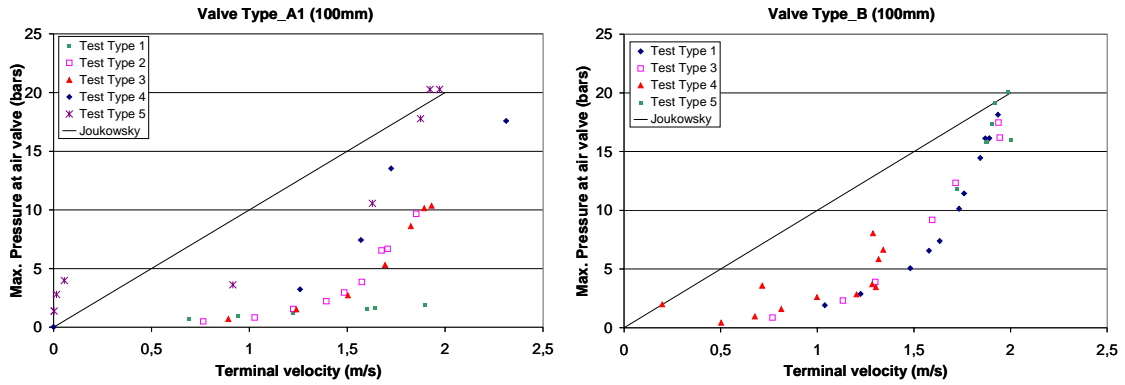 Valve Type_A1 (100mm)
Max. Pressure at air valve (bars)
25
20
15
10
5
0
Test Type 1
Test Type 2
Test Type 3
Test Type 4
Test Type 5
Joukowsky
0
0,5
1
1,5
2
2,5
Terminal velocity (m/s)
Valve Type_B (100mm)
Max. Pressure at air valve (bars)
25
20
15
10
5
0
Test Type 1
Test Type 3
Test Type 4
Test Type 5
Joukowsky
0
0,5
1
1,5
2
2,5
Terminal velocity (m/s)